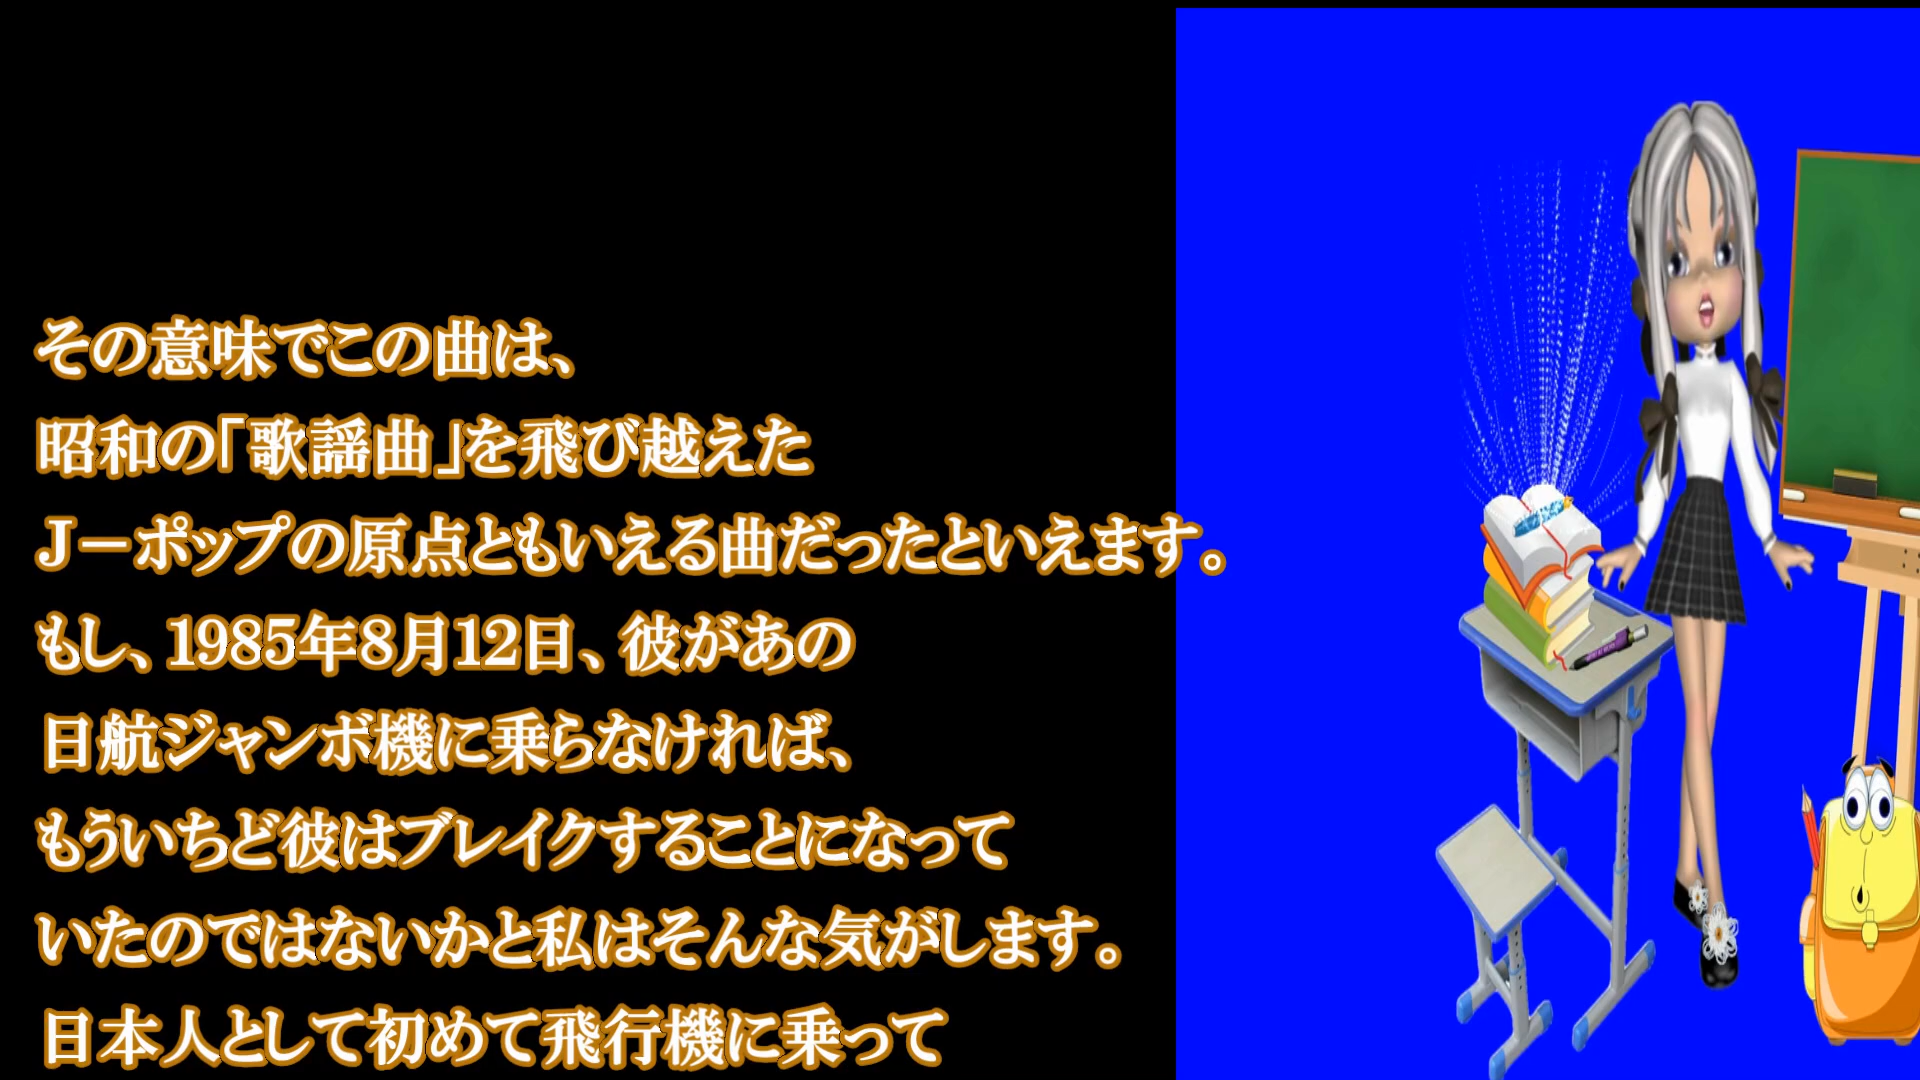 その意味でこの曲は、
昭和の「歌謡曲」を飛び越えた
J－ポップの原点ともいえる曲だったといえます。
もし、1985年8月12日、彼があの
日航ジャンボ機に乗らなければ、
もういちど彼はブレイクすることになって
いたのではないかと私はそんな気がします。
日本人として初めて飛行機に乗って